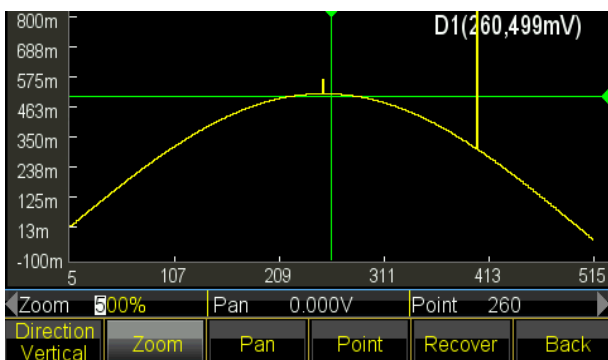 800m
D1(260,499mV)
688m
575m
463m
350m
238m
125m
13m
-100m
5 107 209 311 413 515
Zoom 500% Pan 0.000V Point 260
Direction Vertical Zoom Pan Point Recover Back